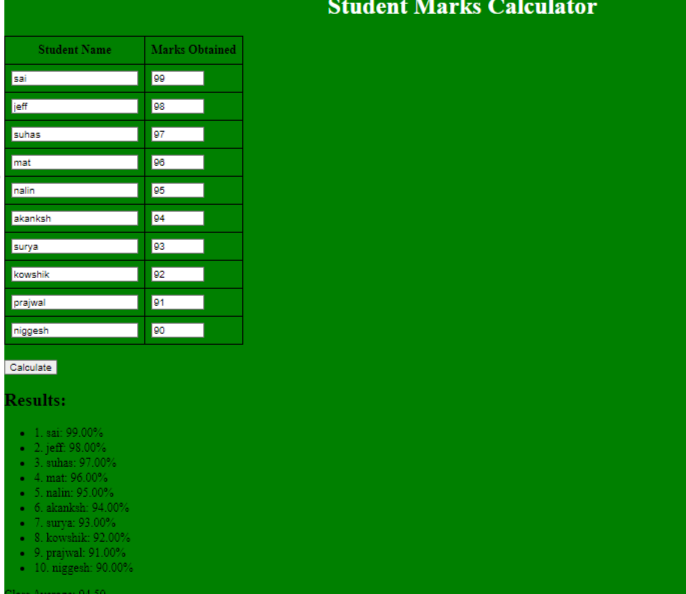 Student Marks Calculator
Student Name Marks Obtained
sai 99
jeff 98
suhas 97
mat 96
nalin 95
akanksh 94
surya 93
kowshik 92
prajwal 91
niggesh 90
Calculate
Results:
• 1. sai: 99.00%
• 2. jeff: 98.00%
• 3. suhas: 97.00%
• 4. mat: 96.00%
• 5. nalin: 95.00%
• 6. akanksh: 94.00%
• 7. surya: 93.00%
• 8. kowshik: 92.00%
• 9. prajwal: 91.00%
• 10. niggesh: 90.00%
Class Average: 94.50